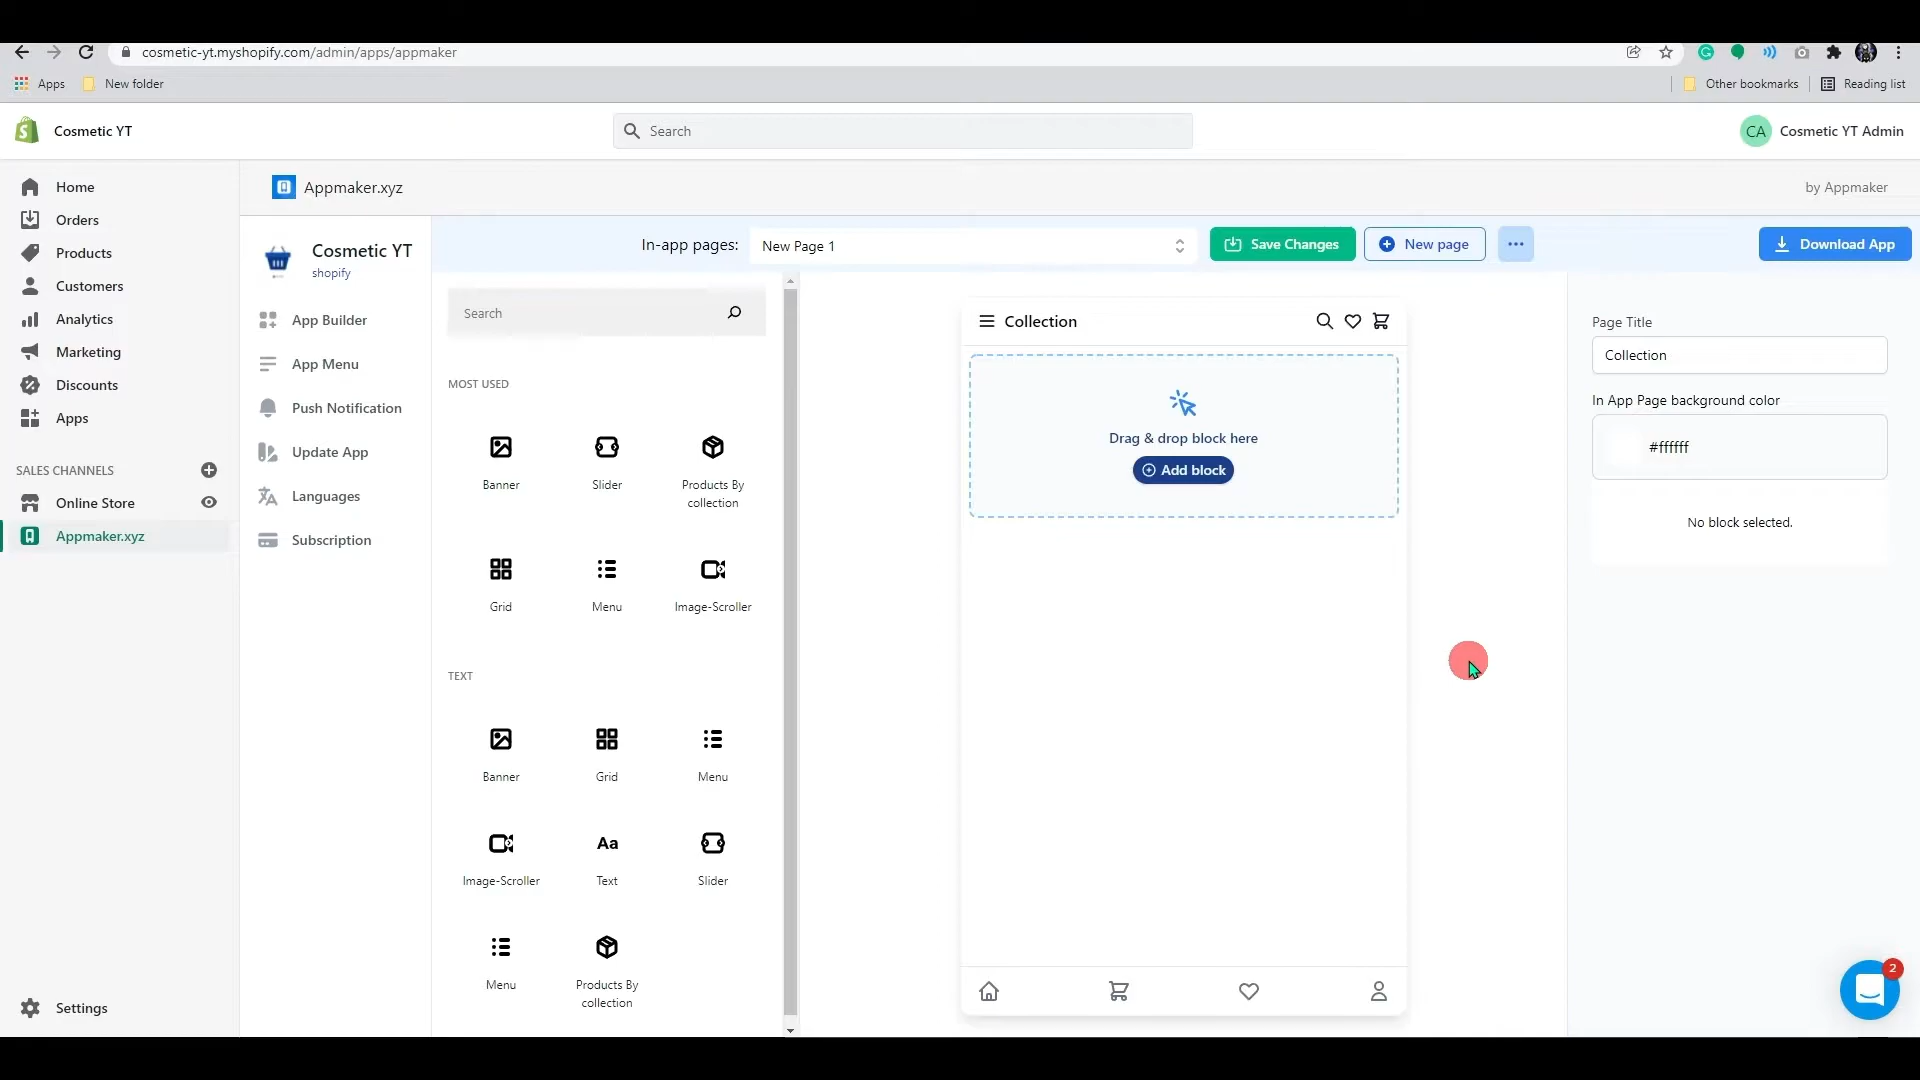 cosmetic-yt.myshopify.com/admin/apps/appmaker
Apps
New folder
Other bookmarks
Reading list
Cosmetic YT
Search
CA
Cosmetic YT Admin
Home
Orders
Products
Customers
Analytics
Marketing
Discounts
Apps
SALES CHANNELS
Online Store
Appmaker.xyz
Settings
Appmaker.xyz
by Appmaker
Cosmetic YT
shopify
App Builder
App Menu
Push Notification
Update App
Languages
Subscription
In-app pages:
New Page 1
Save Changes
New page
Download App
Search
MOST USED
Banner
Slider
Products By
collection
Grid
Menu
Image-Scroller
TEXT
Banner
Grid
Menu
Image-Scroller
Aa
Text
Slider
Menu
Products By
collection
Collection
Drag & drop block here
Add block
Page Title
Collection
In App Page background color
#ffffff
No block selected.
2